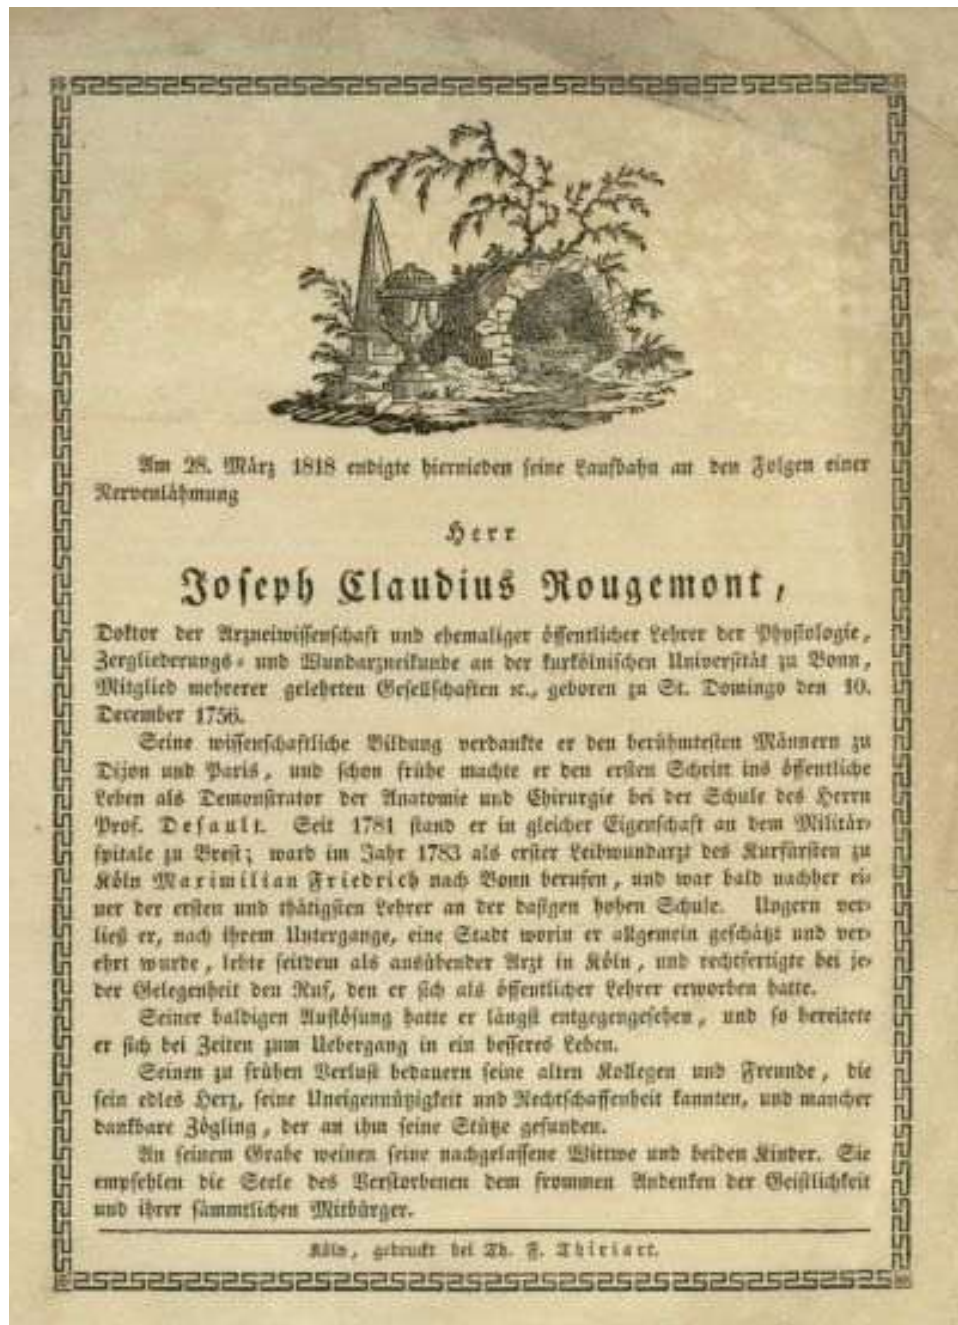 Am 28. März 1818 endigte hiernieden seine Laufbahn an den Folgen einer
Nervenlähmung
Herr
Joseph Claudius Rougemont,
Doktor der Arzneiwissenschaft und ehemaliger öffentlicher Lehrer der Physiologie,
Zergliederungs- und Wundarzneikunde an der kurkölnischen Universität zu Bonn,
Mitglied mehrerer gelehrten Gesellschaften ꝛc., geboren zu St. Domingo den 10.
December 1756.
Seine wissenschaftliche Bildung verdankte er den berühmtesten Männern zu
Dijon und Paris, und schon frühe machte er den ersten Schritt ins öffentliche
Leben als Demonstrator der Anatomie und Chirurgie bei der Schule des Herrn
Prof. Default. Seit 1781 stand er in gleicher Eigenschaft an dem Militär-
spitale zu Brest; ward im Jahr 1783 als erster Leibwundarzt des Kurfürsten zu
Köln Maximilian Friedrich nach Bonn berufen, und war bald nachher ei-
ner der ersten und thätigsten Lehrer an der dasigen hohen Schule. Ungern ver-
ließ er, nach ihrem Untergange, eine Stadt worin er allgemein geschätzt und ver-
ehrt wurde, lebte seitdem als ausübender Arzt in Köln, und rechtfertigte bei je-
der Gelegenheit den Ruf, den er sich als öffentlicher Lehrer erworben hatte.
Seiner baldigen Auflösung hatte er längst entgegengesehen, und so bereitete
er sich bei Zeiten zum Uebergang in ein besseres Leben.
Seinen zu frühen Verlust bedauern seine alten Kollegen und Freunde, die
sein edles Herz, seine Uneigennützigkeit und Rechtschaffenheit kannten, und mancher
dankbare Zögling, der an ihm seine Stütze gefunden.
An seinem Grabe weinen seine nachgelassene Wittwe und beiden Kinder. Sie
empfehlen die Seele des Verstorbenen dem frommen Andenken der Geistlichkeit
und ihrer sämmtlichen Mitbürger.
Köln, gedruckt bei Th. F. Thiriart.